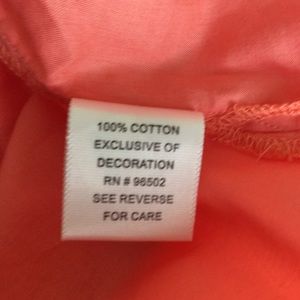 100% COTTON
EXCLUSIVE OF
DECORATION
RN # 96502
SEE REVERSE
FOR CARE